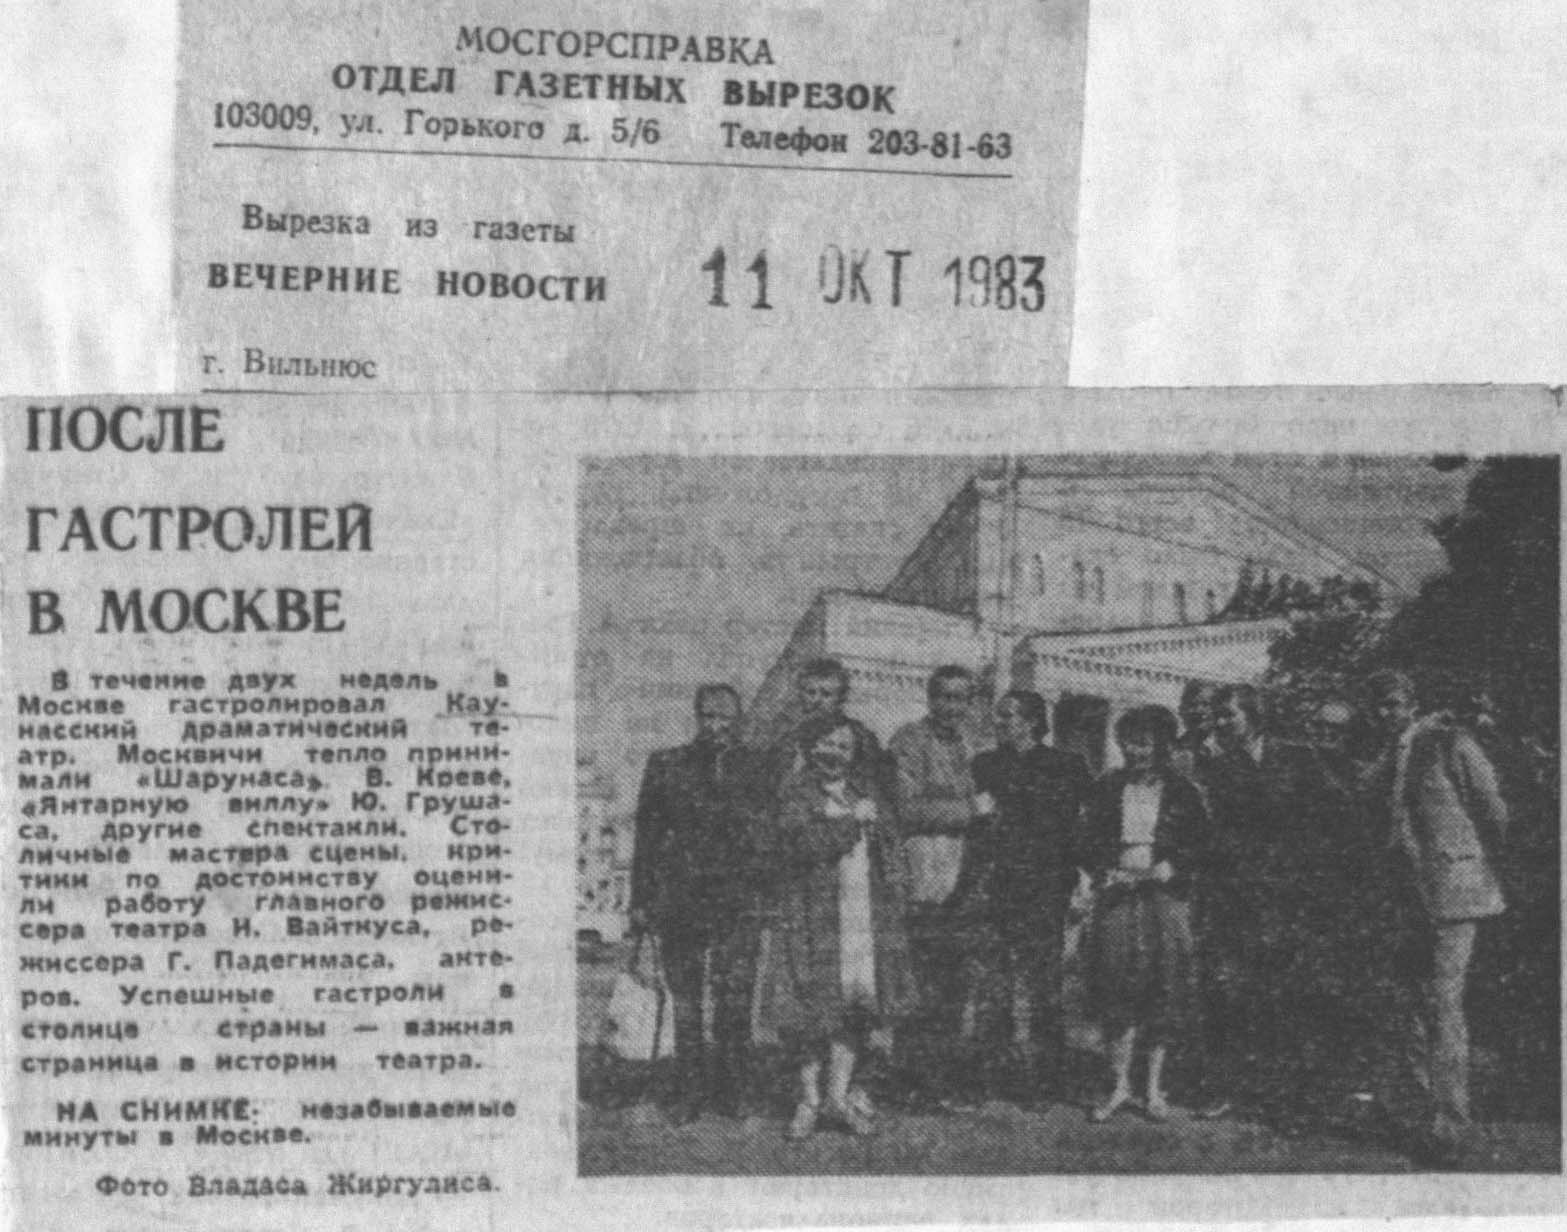 МОСГОРСПРАВКА
ОТДЕЛ ГАЗЕТНЫХ ВЫРЕЗОК
103009, ул. Горького д. 5/6 Телефон 203-81-63
Вырезка из газеты
ВЕЧЕРНИЕ НОВОСТИ 11 ОКТ 1983
г. Вильнюс
ПОСЛЕ
ГАСТРОЛЕЙ
В МОСКВЕ
В течение двух недель в
Москве гастролировал Кау-
насский драматический те-
атр. Москвичи тепло прини-
мали «Шарунаса» В. Креве,
«Янтарную виллу» Ю. Груша-
са, другие спектакли. Сто-
личные мастера сцены, кри-
тики по достоинству оцени-
ли работу главного режис-
сера театра И. Вайткуса, ре-
жиссера Г. Падегимаса, акте-
ров. Успешные гастроли в
столице страны — важная
страница в истории театра.
НА СНИМКЕ: незабываемые
минуты в Москве.
Фото Владаса Жиргулиса.